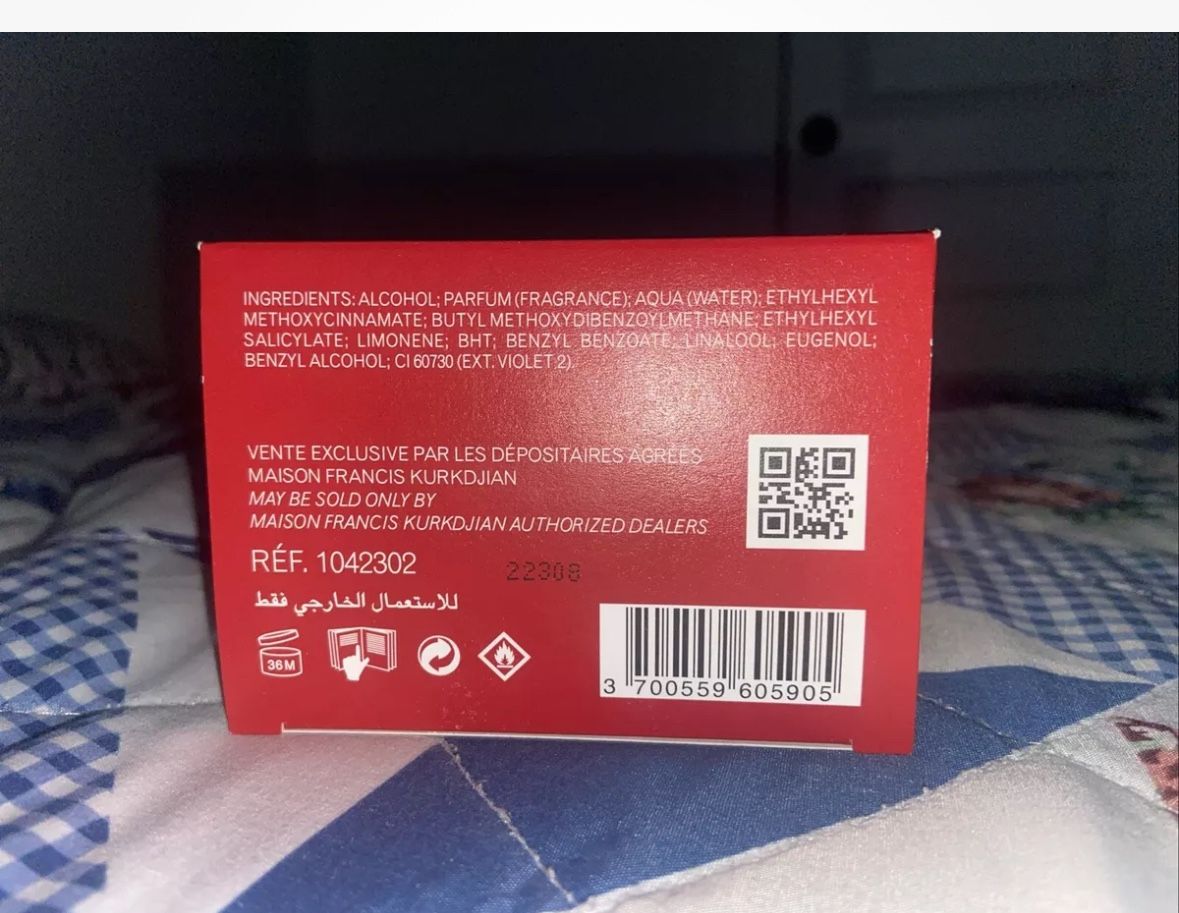 INGREDIENTS: ALCOHOL; PARFUM (FRAGRANCE); AQUA (WATER); ETHYLHEXYL
METHOXYCINNAMATE; BUTYL METHOXYDIBENZOYLMETHANE; ETHYLHEXYL
SALICYLATE; LIMONENE; BHT; BENZYL BENZOATE; LINALOOL; EUGENOL;
BENZYL ALCOHOL; CI 60730 (EXT. VIOLET 2).
VENTE EXCLUSIVE PAR LES DÉPOSITAIRES AGRÉÉS
MAISON FRANCIS KURKDJIAN
MAY BE SOLD ONLY BY
MAISON FRANCIS KURKDJIAN AUTHORIZED DEALERS
RÉF. 1042302
22308
للاستعمال الخارجي فقط
36 M
3 700559 605905